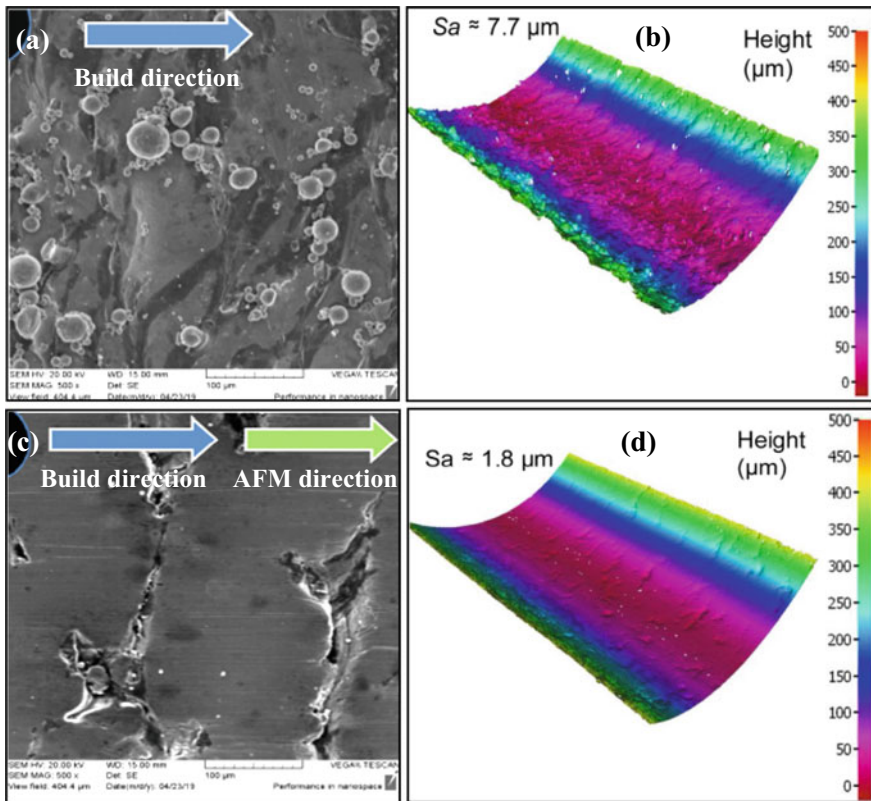 (a)
Build direction
SEM HV: 20.00 kV WD: 15.00 mm VEGA\\ TESCAN
SEM MAG: 500 x Det: SE 100 µm
View field: 404.4 µm Date(m/d/y): 04/23/19 Performance in nanospace
Sa ≈ 7.7 µm
(b)
Height
(µm)
500
450
400
350
300
250
200
150
100
50
0
(c)
Build direction AFM direction
SEM HV: 20.00 kV WD: 15.00 mm VEGA\\ TESCAN
SEM MAG: 500 x Det: SE 100 µm
View field: 404.4 µm Date(m/d/y): 04/23/19 Performance in nanospace
Sa ≈ 1.8 µm
(d)
Height
(µm)
500
450
400
350
300
250
200
150
100
50
0